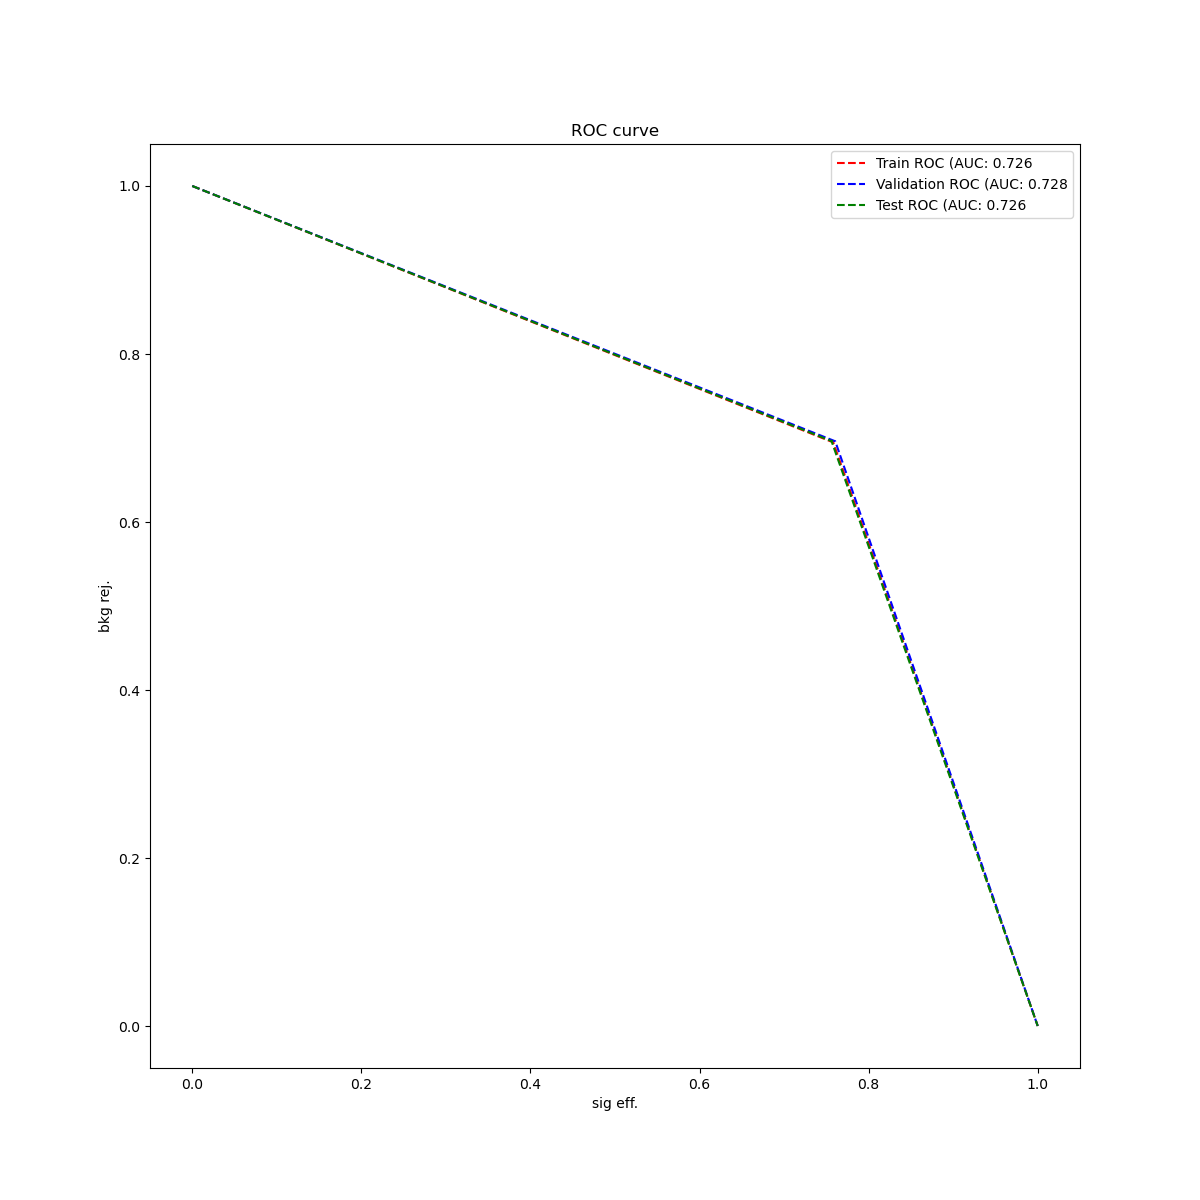 ROC curve
Train ROC (AUC: 0.726
Validation ROC (AUC: 0.728
Test ROC (AUC: 0.726
1.0
0.8
0.6
0.4
0.2
0.0
bkg rej.
0.0 0.2 0.4 0.6 0.8 1.0
sig eff.